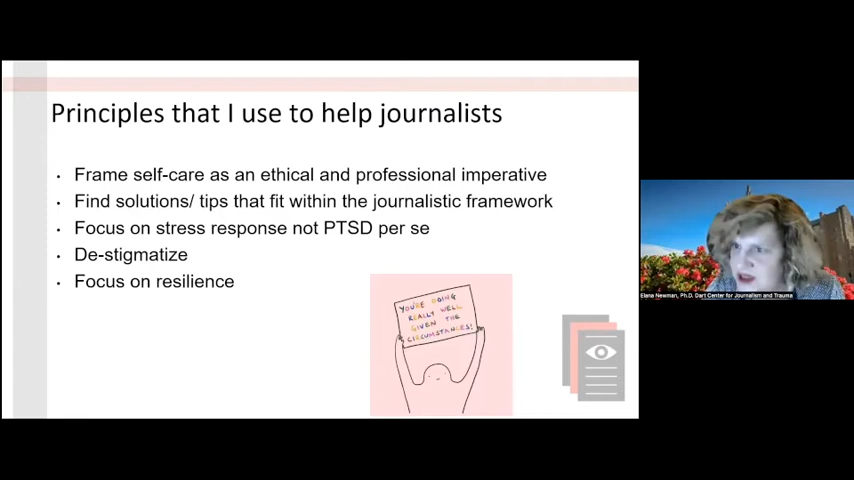 Principles that I use to help journalists
Frame self-care as an ethical and professional imperative
Find solutions/ tips that fit within the journalistic framework
Focus on stress response not PTSD per se
De-stigmatize
Focus on resilience
YOU'RE DOING
REALLY WELL
GIVEN THE
CIRCUMSTANCES!
Elana Newman, Ph.D. Dart Center for Journalism and Trauma